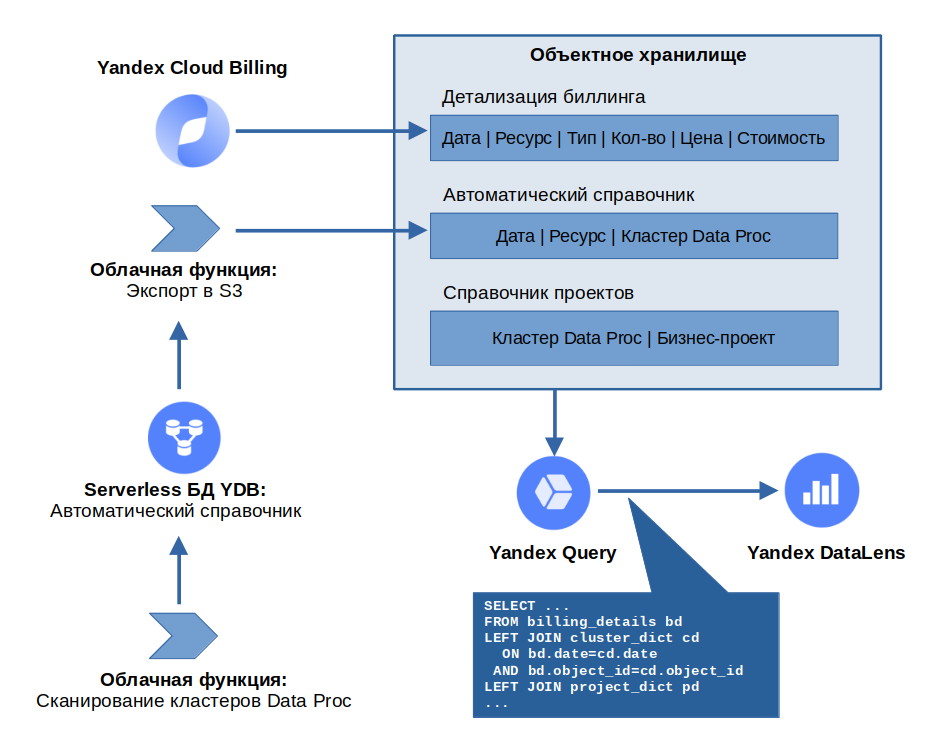 Yandex Cloud Billing
Облачная функция:
Экспорт в S3
Serverless БД YDB:
Автоматический справочник
Облачная функция:
Сканирование кластеров Data Proc
Объектное хранилище
Детализация биллинга
Дата | Ресурс | Тип | Кол-во | Цена | Стоимость
Автоматический справочник
Дата | Ресурс | Кластер Data Proc
Справочник проектов
Кластер Data Proc | Бизнес-проект
Yandex Query
Yandex DataLens
SELECT ...
FROM billing_details bd
LEFT JOIN cluster_dict cd
  ON bd.date=cd.date
 AND bd.object_id=cd.object_id
LEFT JOIN project_dict pd
...